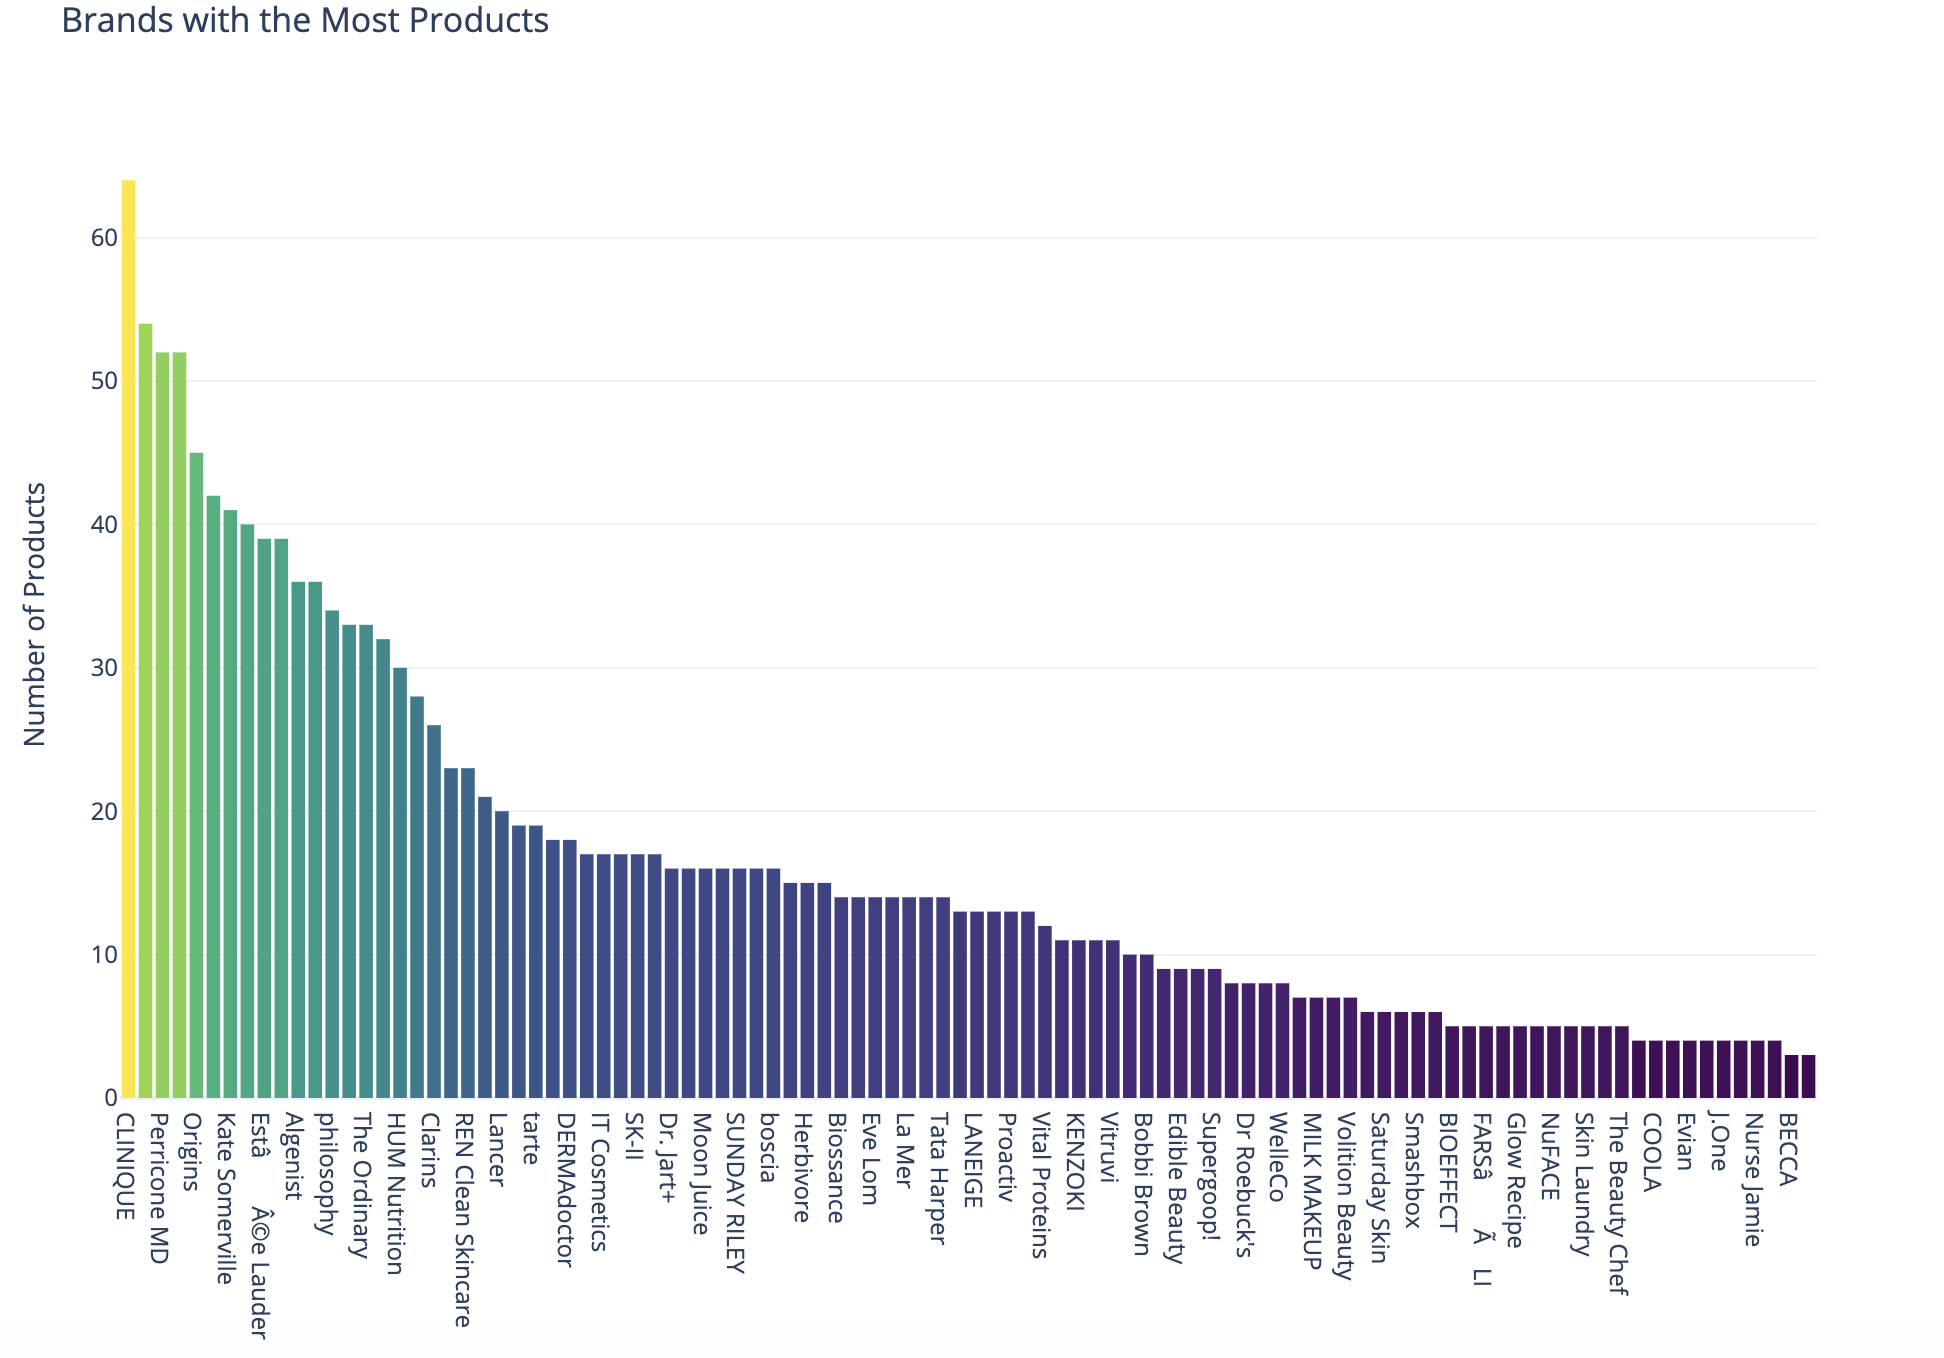 Brands with the Most Products
Number of Products
60
50
40
30
20
10
0
CLINIQUE
Perricone MD
Origins
Kate Somerville
Estâ Â©e Lauder
Algenist
philosophy
The Ordinary
HUM Nutrition
Clarins
REN Clean Skincare
Lancer
tarte
DERMAdoctor
IT Cosmetics
SK-II
Dr. Jart+
Moon Juice
SUNDAY RILEY
boscia
Herbivore
Biossance
Eve Lom
La Mer
Tata Harper
LANEIGE
Proactiv
Vital Proteins
KENZOKI
Vitruvi
Bobbi Brown
Edible Beauty
Supergoop!
Dr Roebuck's
WelleCo
MILK MAKEUP
Volition Beauty
Saturday Skin
Smashbox
BIOEFFECT
FARSâ Ã LI
Glow Recipe
NuFACE
Skin Laundry
The Beauty Chef
COOLA
Evian
J.One
Nurse Jamie
BECCA